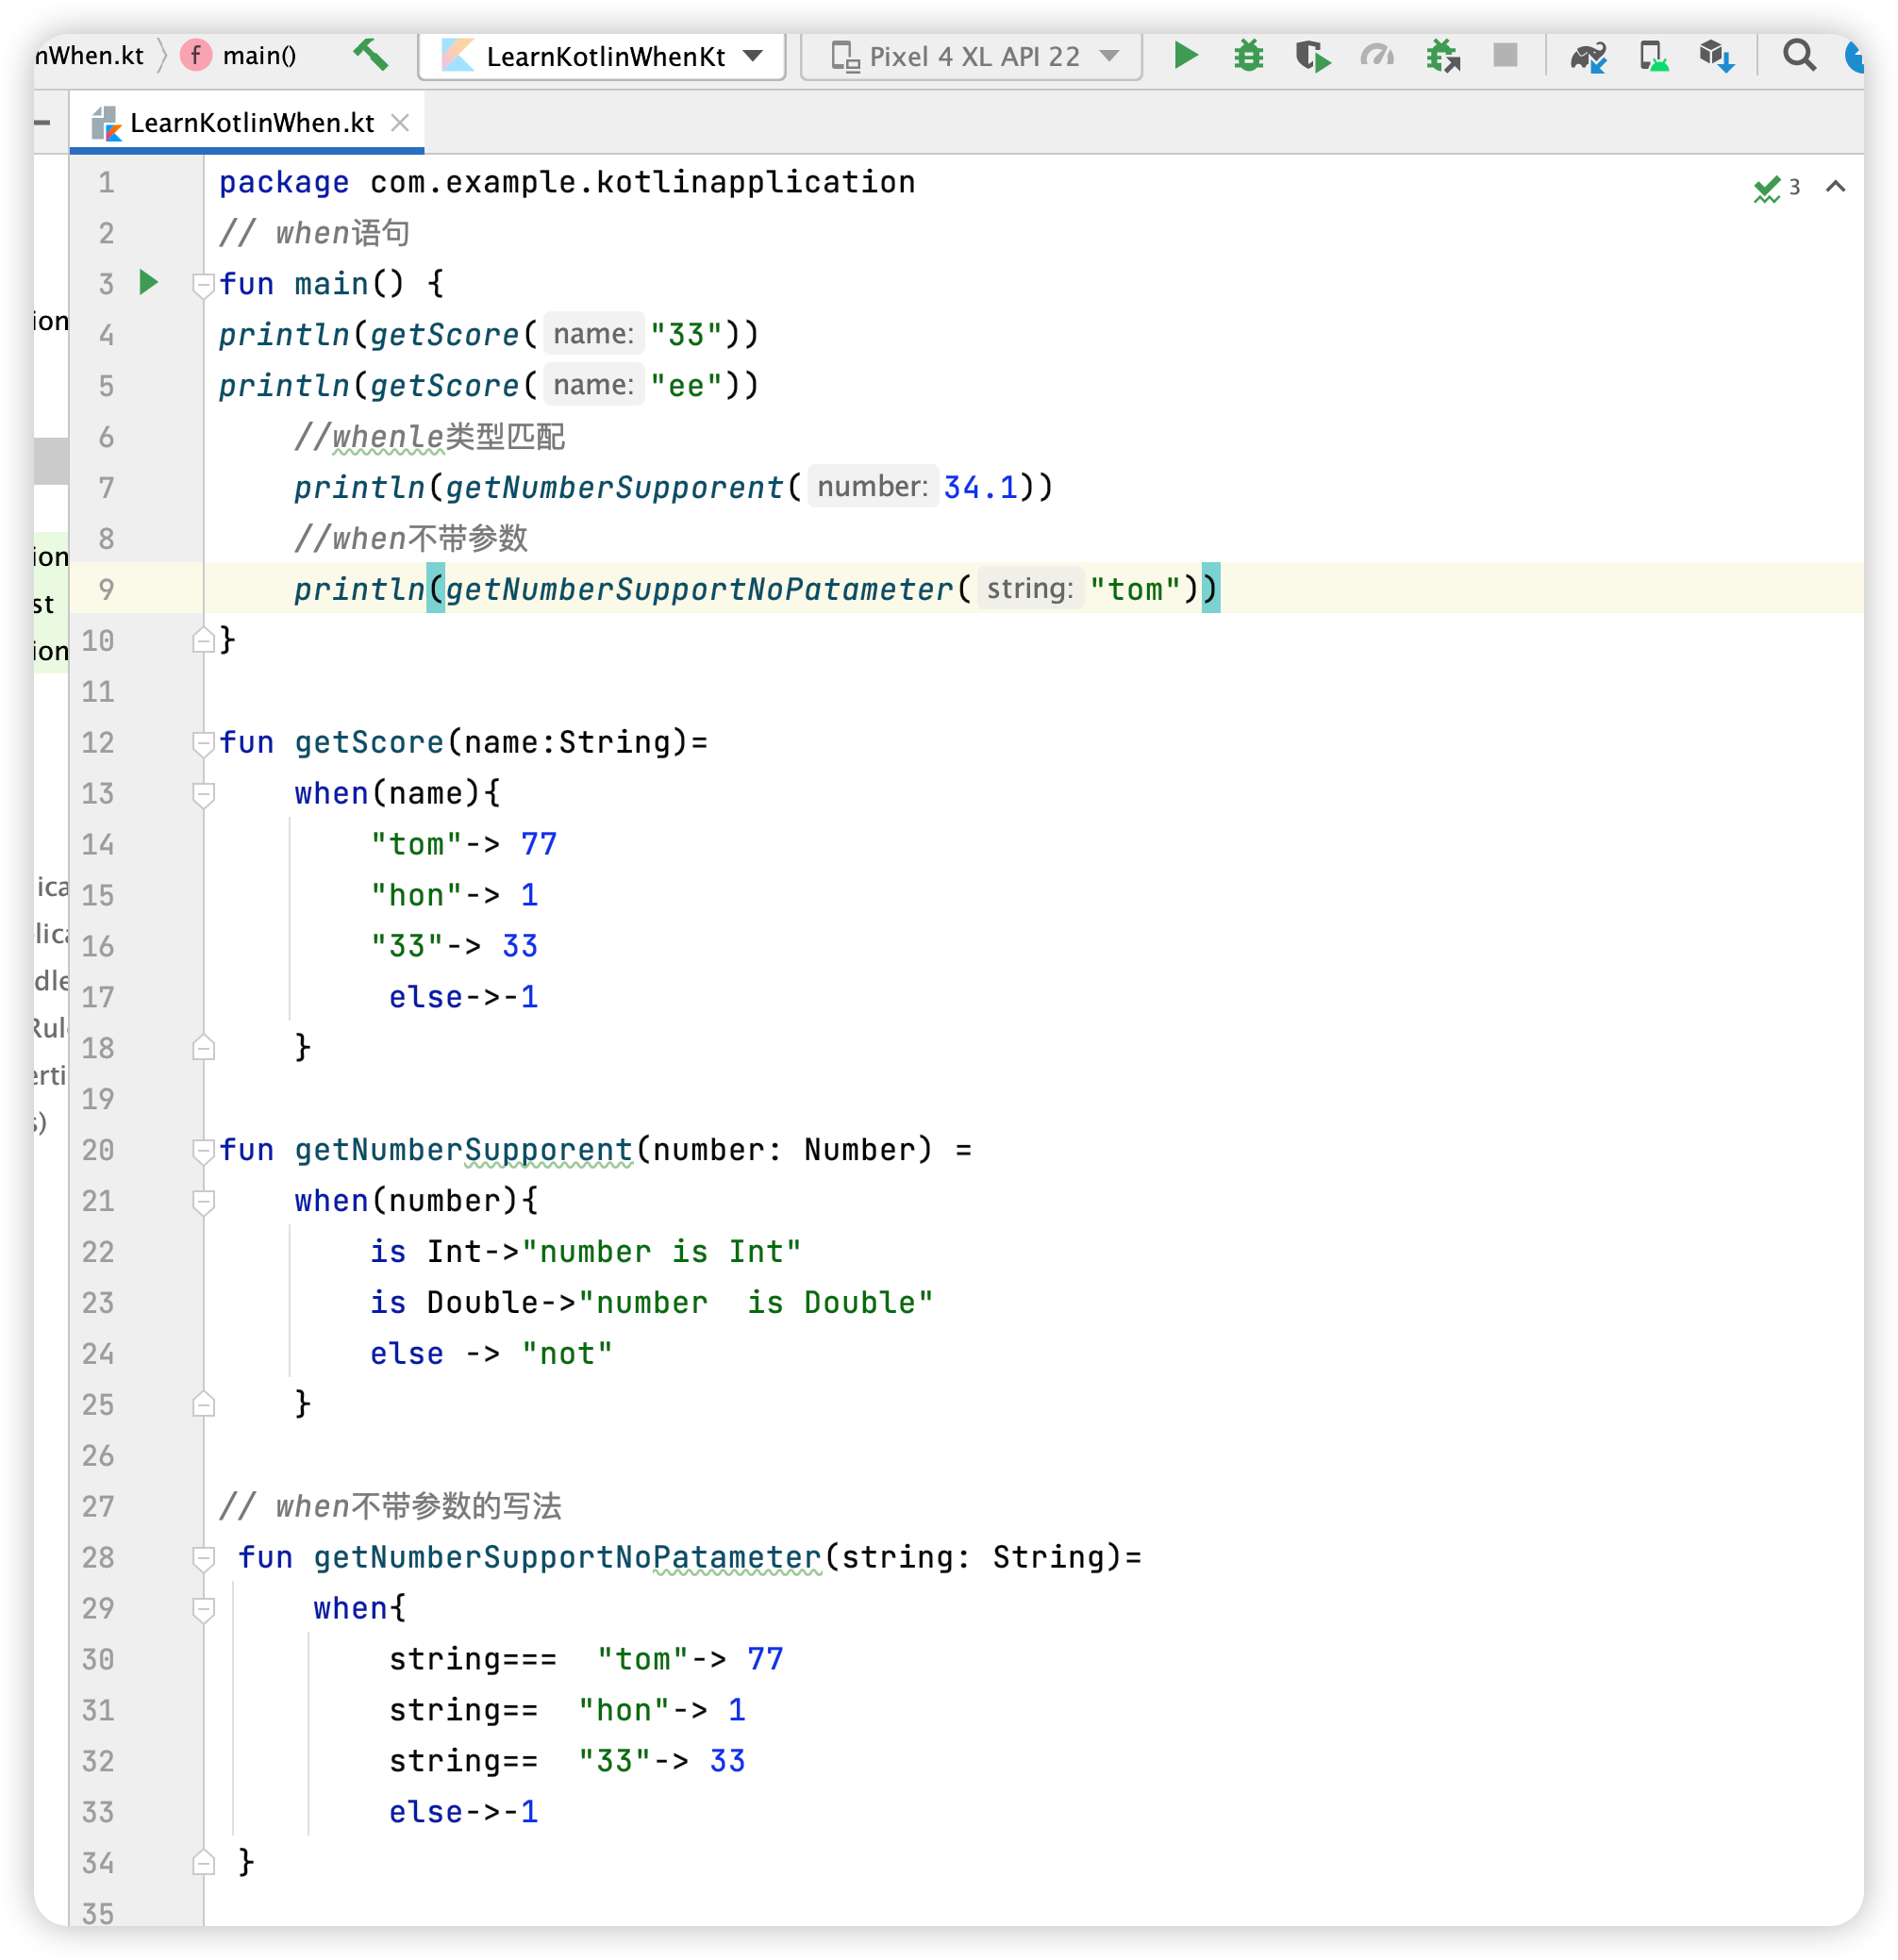 nWhen.kt
f
main()
LearnKotlinWhenKt
Pixel 4 XL API 22
LearnKotlinWhen.kt
3
1 package com.example.kotlinapplication
2 // when语句
3 fun main() {
4 println(getScore( name: "33"))
5 println(getScore( name: "ee"))
6 //whenle类型匹配
7 println(getNumberSupporent( number: 34.1))
8 //when不带参数
9 println(getNumberSupportNoPatameter( string: "tom"))
10 }
11
12 fun getScore(name:String)=
13 when(name){
14 "tom"-> 77
15 "hon"-> 1
16 "33"-> 33
17 else->-1
18 }
19
20 fun getNumberSupporent(number: Number) =
21 when(number){
22 is Int->"number is Int"
23 is Double->"number  is Double"
24 else -> "not"
25 }
26
27 // when不带参数的写法
28 fun getNumberSupportNoPatameter(string: String)=
29 when{
30 string===  "tom"-> 77
31 string==  "hon"-> 1
32 string==  "33"-> 33
33 else->-1
34 }
35
ion
ion
st
ion
ica
lica
dle
Rul
erti
s)